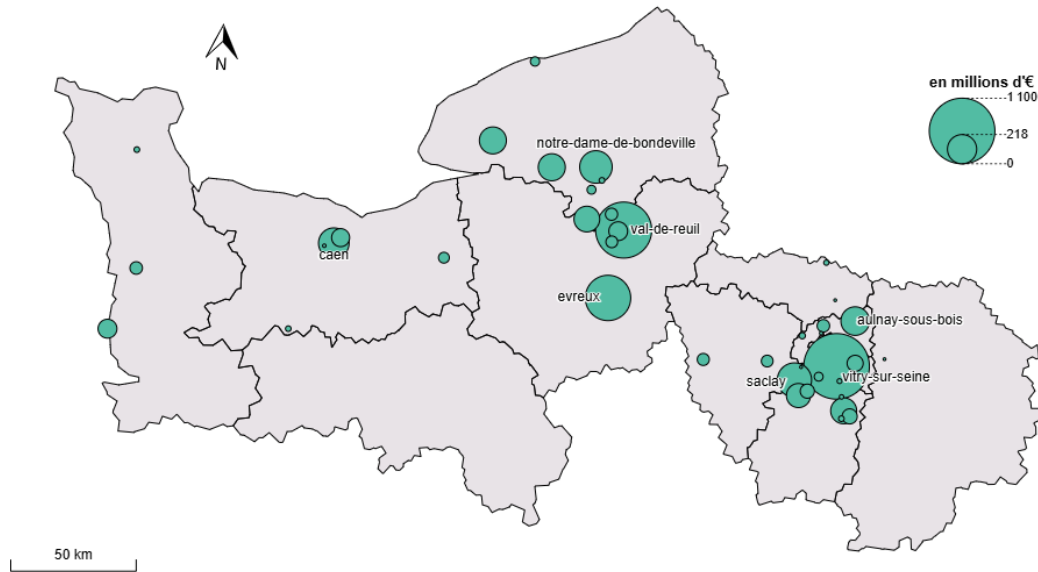 N
en millions d'€
1 100
218
0
notre-dame-de-bondeville
val-de-reuil
caen
evreux
aulnay-sous-bois
saclay
vitry-sur-seine
50 km